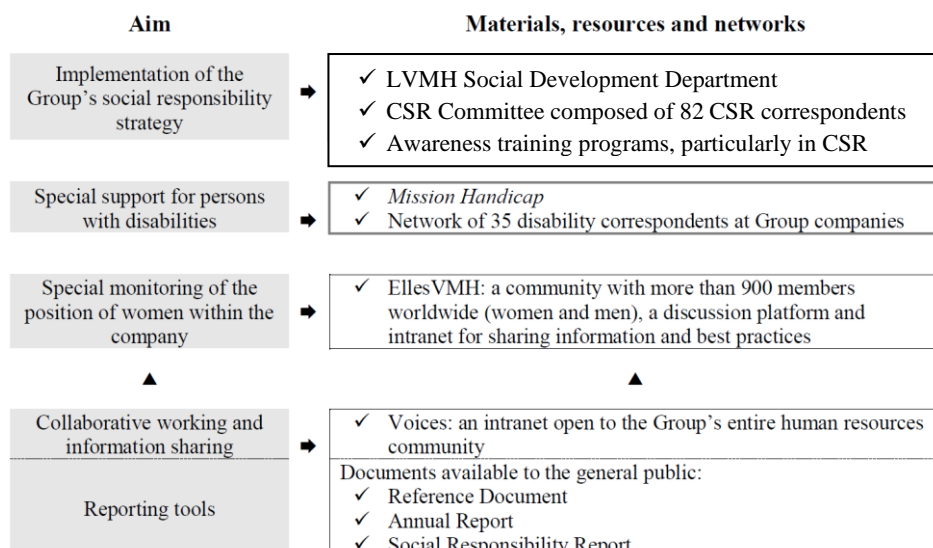 Aim
Materials, resources and networks
Implementation of the
Group's social responsibility
strategy
✓ LVMH Social Development Department
✓ CSR Committee composed of 82 CSR correspondents
✓ Awareness training programs, particularly in CSR
Special support for persons
with disabilities
✓ Mission Handicap
✓ Network of 35 disability correspondents at Group companies
Special monitoring of the
position of women within the
company
✓ EllesVMH: a community with more than 900 members
worldwide (women and men), a discussion platform and
intranet for sharing information and best practices
Collaborative working and
information sharing
✓ Voices: an intranet open to the Group's entire human resources
community
Reporting tools
Documents available to the general public:
✓ Reference Document
✓ Annual Report
✓ Social Responsibility Report